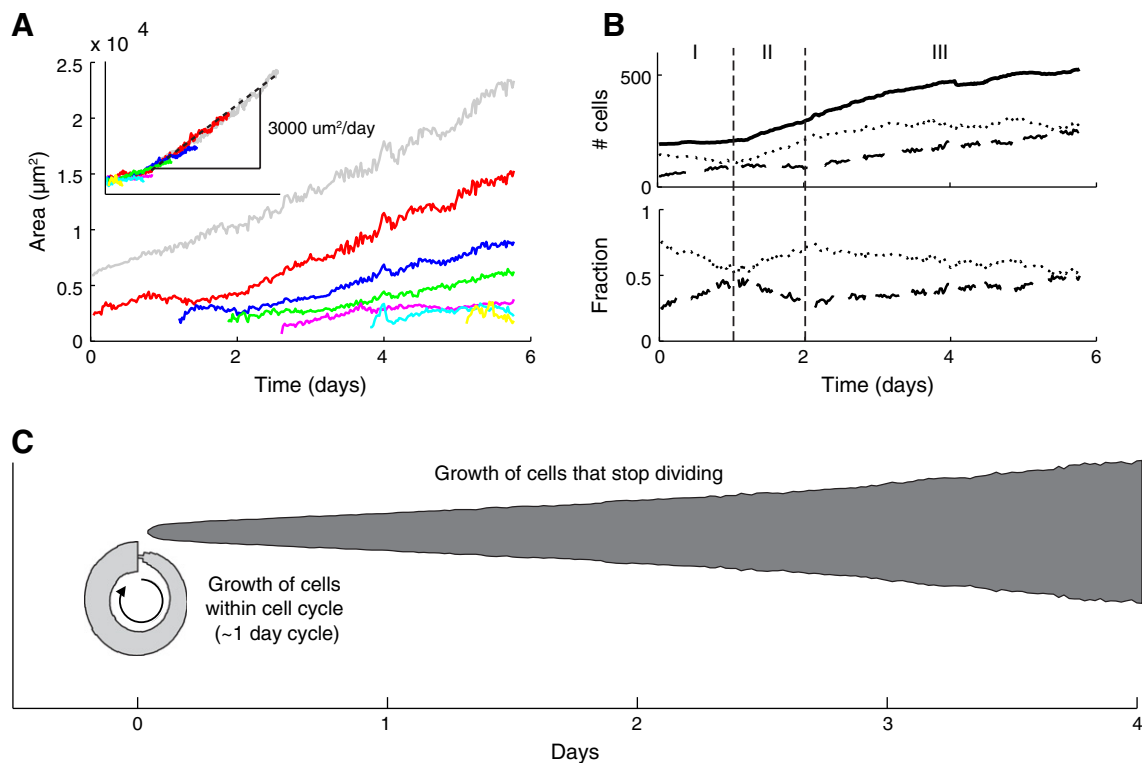 A
x 10 4
2.5
2
1.5
1
0.5
0
Area (µm²)
3000 um²/day
0 2 4 6
Time (days)
B
I II III
500
0
# cells
1
0.5
0
Fraction
0 2 4 6
Time (days)
C
Growth of cells that stop dividing
Growth of cells
within cell cycle
(~1 day cycle)
0 1 2 3 4
Days